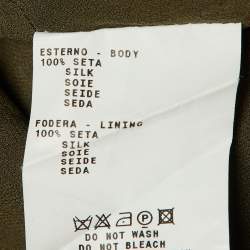 ESTERNO - BODY
100% SETA
SILK
SOIE
SEIDE
SEDA
FODERA - LINING
100% SETA
SILK
SOIE
SEIDE
SEDA
DO NOT WASH
DO NOT BLEACH